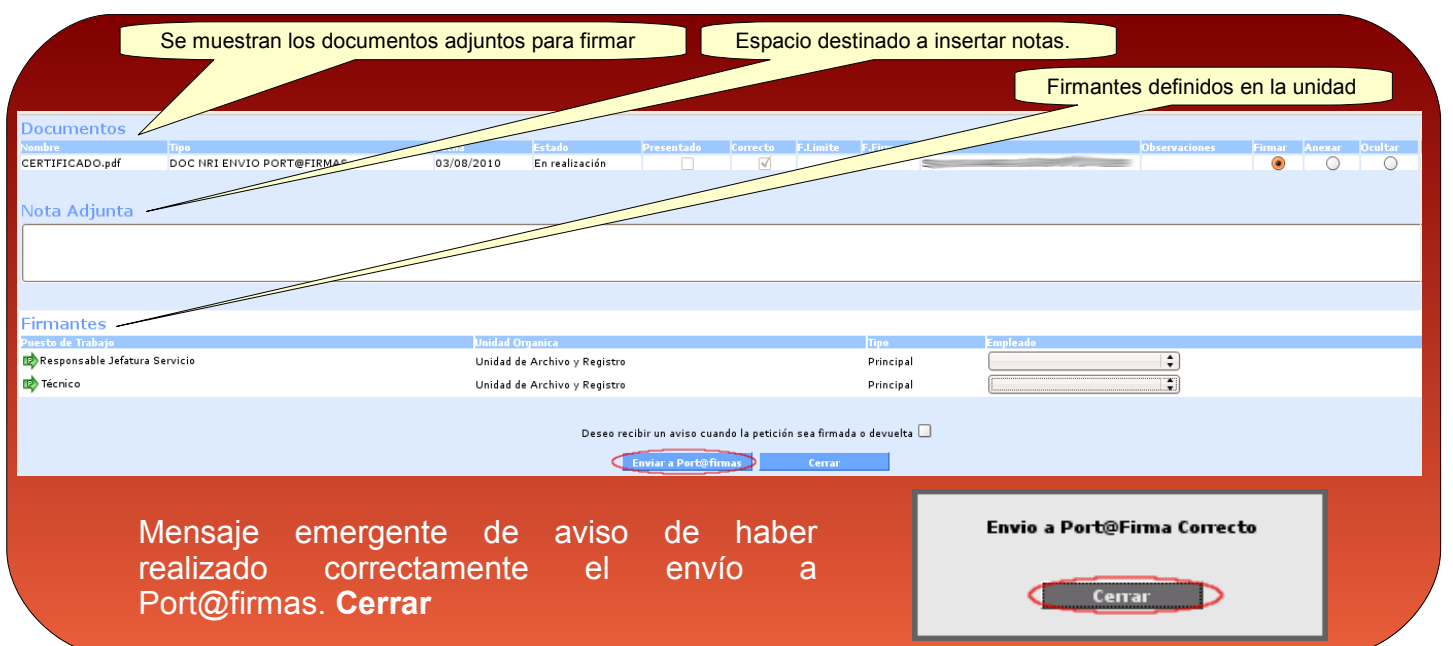 Se muestran los documentos adjuntos para firmar
Espacio destinado a insertar notas.
Firmantes definidos en la unidad
Documentos
Nombre Tipo Estado Presentado Correcto F.Limite Observaciones Firmar Anexar Ocultar
CERTIFICADO.pdf DOC NRI ENVIO PORT@FIRMAS 03/08/2010 En realización
Nota Adjunta
Firmantes
Puesto de Trabajo Unidad Organica Tipo Empleado
Responsable Jefatura Servicio Unidad de Archivo y Registro Principal
Técnico Unidad de Archivo y Registro Principal
Deseo recibir un aviso cuando la petición sea firmada o devuelta
Enviar a Port@firmas Cerrar
Mensaje emergente de aviso de haber
realizado correctamente el envío a
Port@firmas. Cerrar
Envio a Port@Firma Correcto
Cerrar